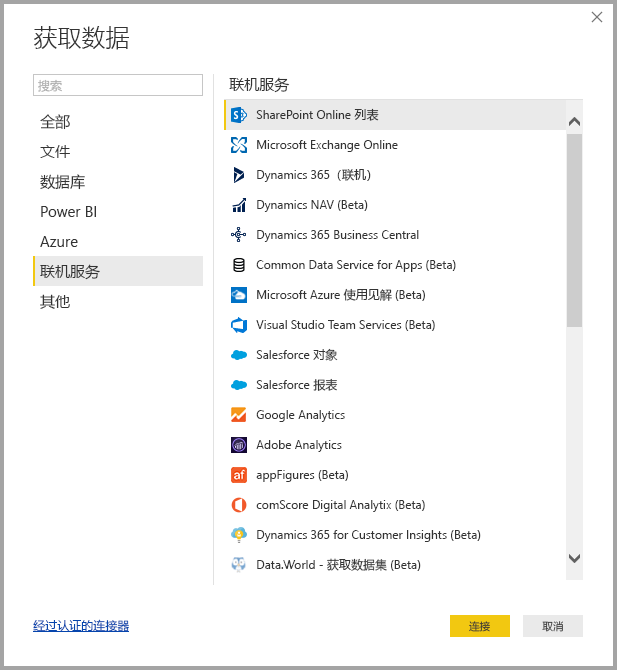 获取数据
搜索
全部
文件
数据库
Power BI
Azure
联机服务
其他
联机服务
SharePoint Online 列表
Microsoft Exchange Online
Dynamics 365（联机）
Dynamics NAV (Beta)
Dynamics 365 Business Central
Common Data Service for Apps (Beta)
Microsoft Azure 使用见解 (Beta)
Visual Studio Team Services (Beta)
Salesforce 对象
Salesforce 报表
Google Analytics
Adobe Analytics
appFigures (Beta)
comScore Digital Analytix (Beta)
Dynamics 365 for Customer Insights (Beta)
Data.World - 获取数据集 (Beta)
经过认证的连接器
连接
取消